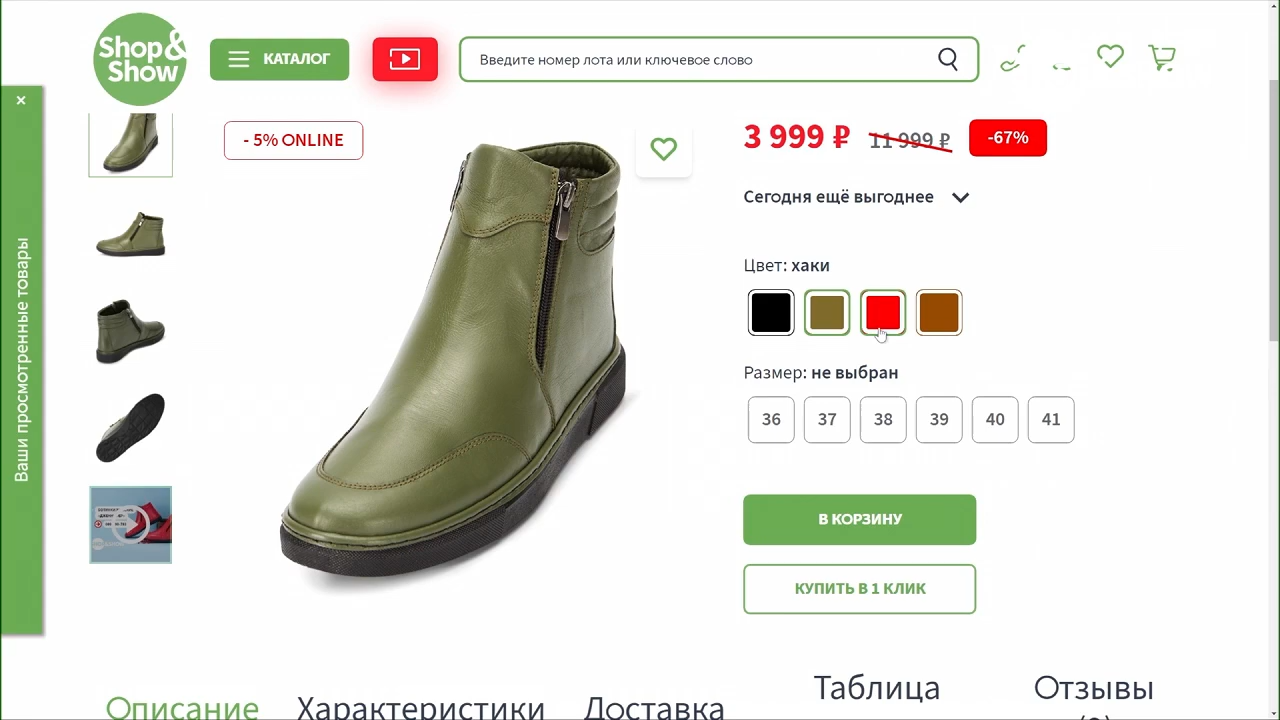 Shop&
Show
КАТАЛОГ
Введите номер лота или ключевое слово
×
Ваши просмотренные товары
- 5% ONLINE
3 999 ₽ 11 999 ₽ -67%
Сегодня ещё выгоднее
Цвет: хаки
Размер: не выбран
36 37 38 39 40 41
В КОРЗИНУ
КУПИТЬ В 1 КЛИК
Описание Характеристики Доставка Таблица Отзывы